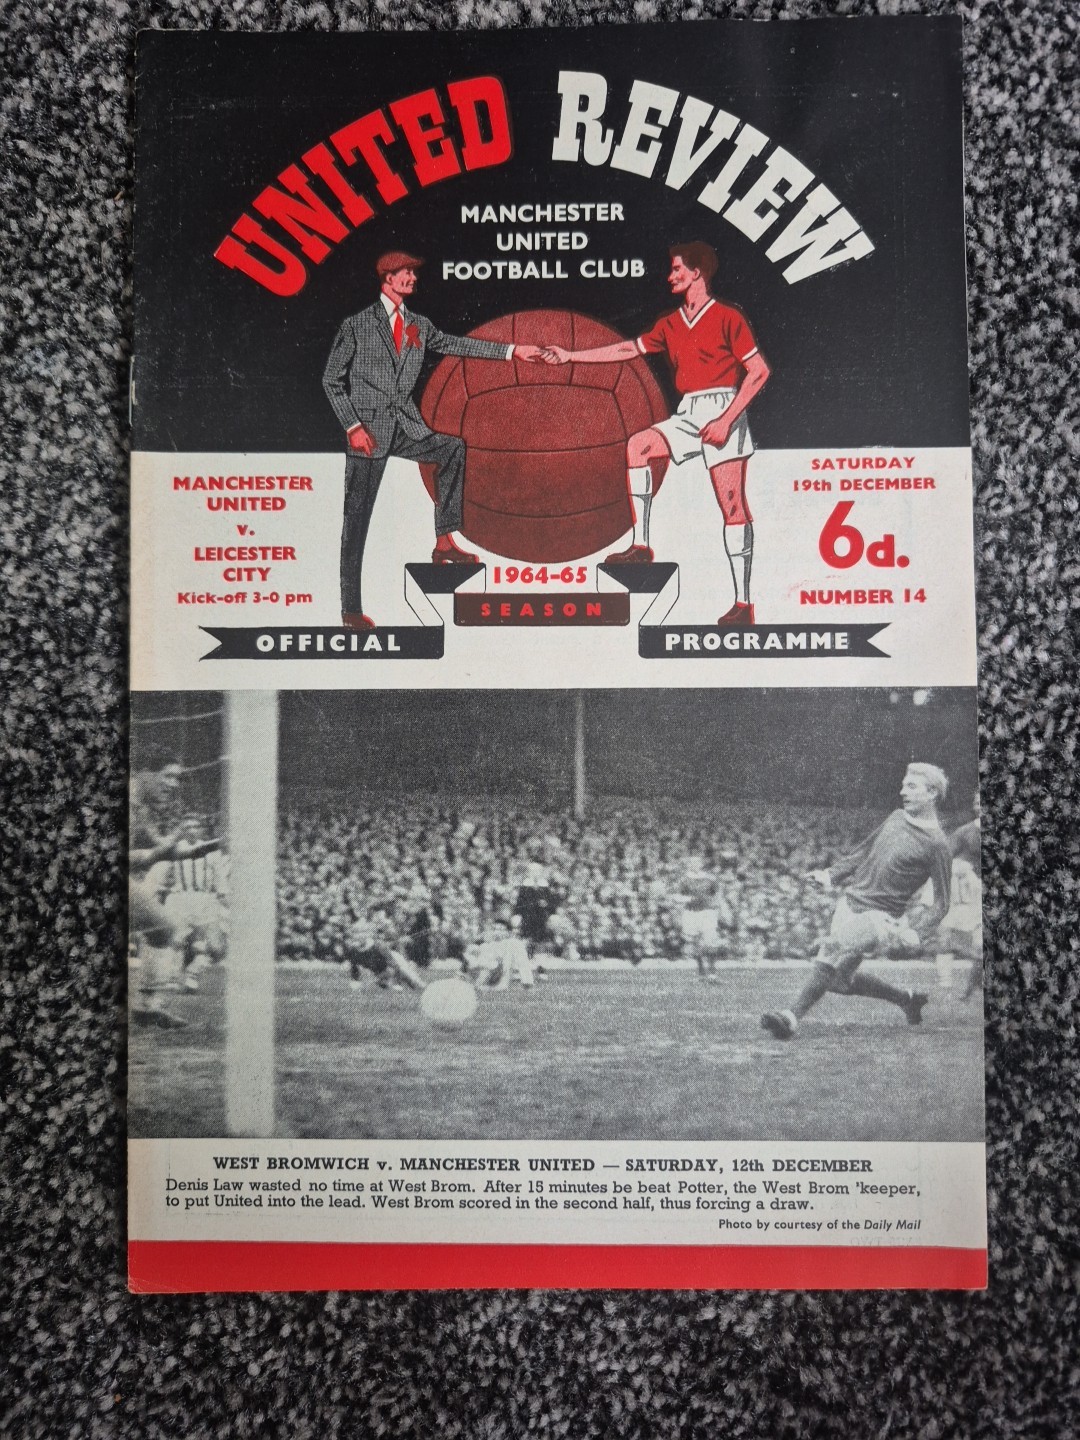 UNITED REVIEW
MANCHESTER
UNITED
FOOTBALL CLUB
MANCHESTER
UNITED
v.
LEICESTER
CITY
Kick-off 3-0 pm
SATURDAY
19th DECEMBER
6d.
NUMBER 14
1964-65
SEASON
OFFICIAL PROGRAMME
WEST BROMWICH v. MANCHESTER UNITED — SATURDAY, 12th DECEMBER
Denis Law wasted no time at West Brom. After 15 minutes be beat Potter, the West Brom 'keeper,
to put United into the lead. West Brom scored in the second half, thus forcing a draw.
Photo by courtesy of the Daily Mail